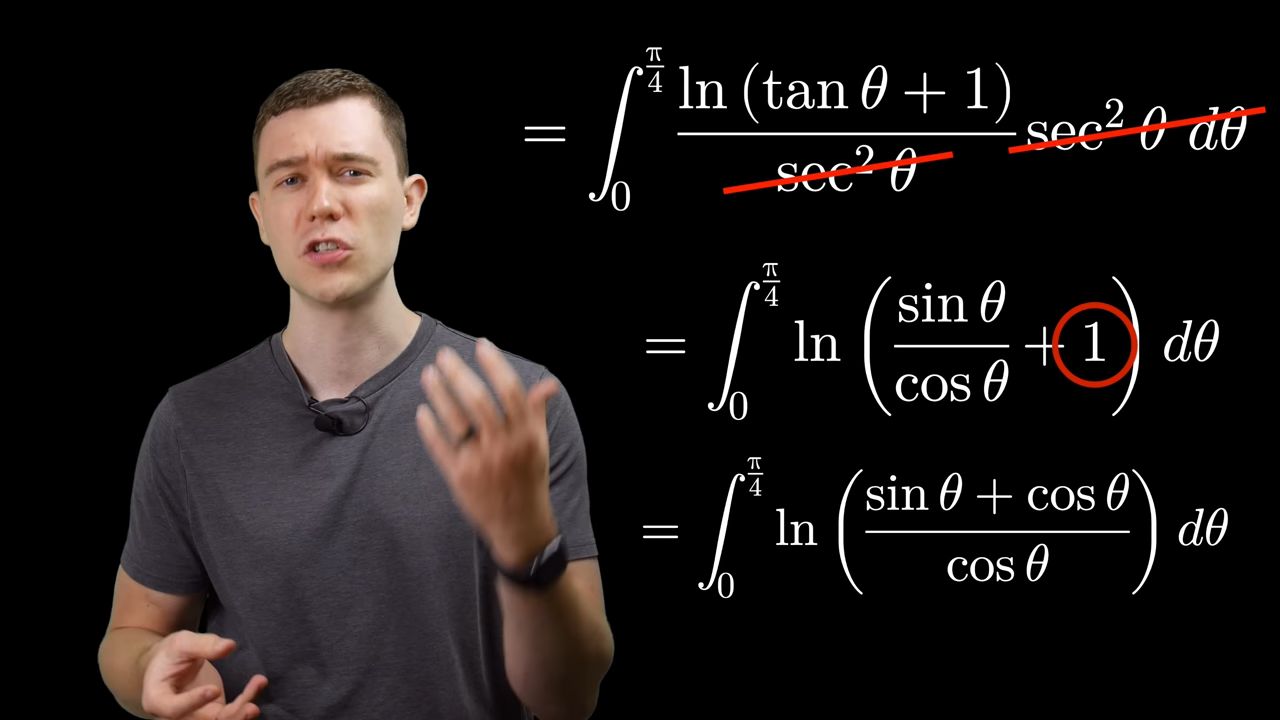 = ∫₀^{π/4} ln (tan θ + 1) / sec² θ sec² θ dθ
= ∫₀^{π/4} ln (sin θ / cos θ + 1) dθ
= ∫₀^{π/4} ln (sin θ + cos θ / cos θ) dθ